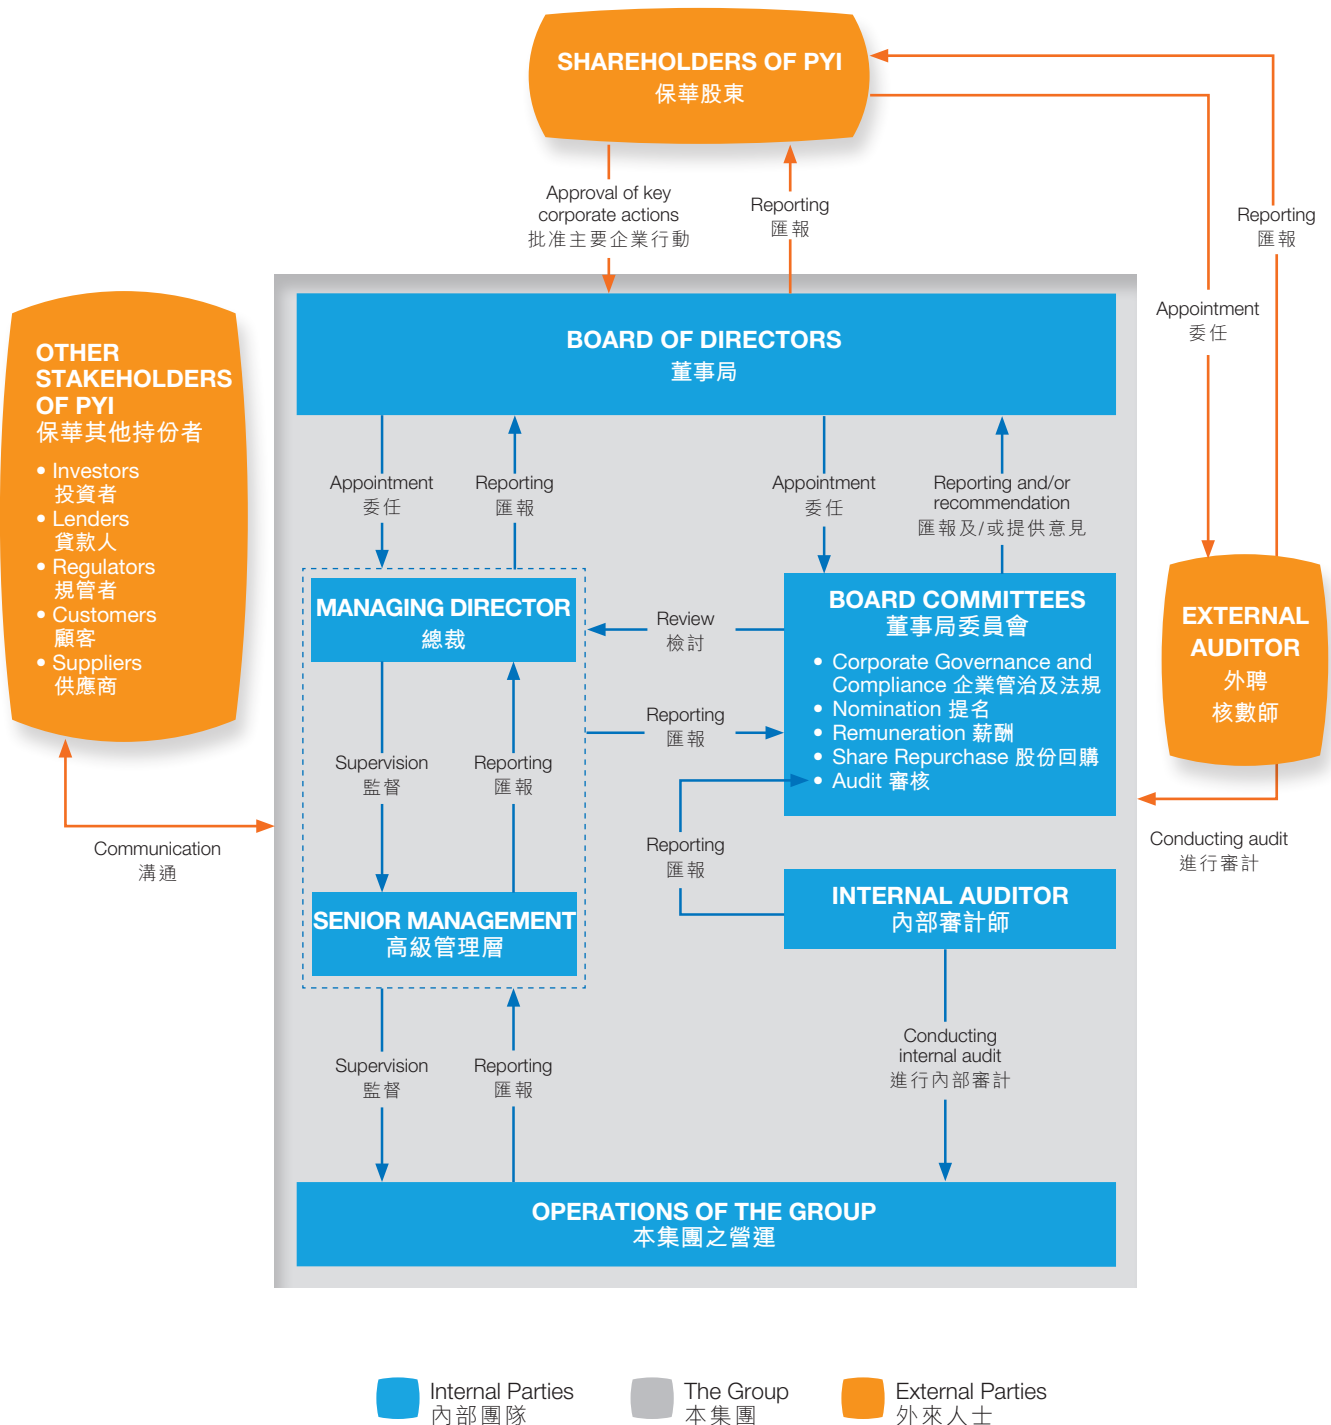 SHAREHOLDERS OF PYI
保華股東
Approval of key
corporate actions
批准主要企業行動
Reporting
匯報
Reporting
匯報
Appointment
委任
BOARD OF DIRECTORS
董事局
OTHER
STAKEHOLDERS
OF PYI
保華其他持份者
• Investors
投資者
• Lenders
貸款人
• Regulators
規管者
• Customers
顧客
• Suppliers
供應商
Appointment
委任
Reporting
匯報
Appointment
委任
Reporting and/or
recommendation
匯報及/或提供意見
MANAGING DIRECTOR
總裁
Review
檢討
BOARD COMMITTEES
董事局委員會
• Corporate Governance and
Compliance 企業管治及法規
• Nomination 提名
• Remuneration 薪酬
• Share Repurchase 股份回購
• Audit 審核
EXTERNAL
AUDITOR
外聘
核數師
Reporting
匯報
Supervision
監督
Reporting
匯報
Communication
溝通
Reporting
匯報
Conducting audit
進行審計
SENIOR MANAGEMENT
高級管理層
INTERNAL AUDITOR
內部審計師
Supervision
監督
Reporting
匯報
Conducting
internal audit
進行內部審計
OPERATIONS OF THE GROUP
本集團之營運
Internal Parties
內部團隊
The Group
本集團
External Parties
外來人士